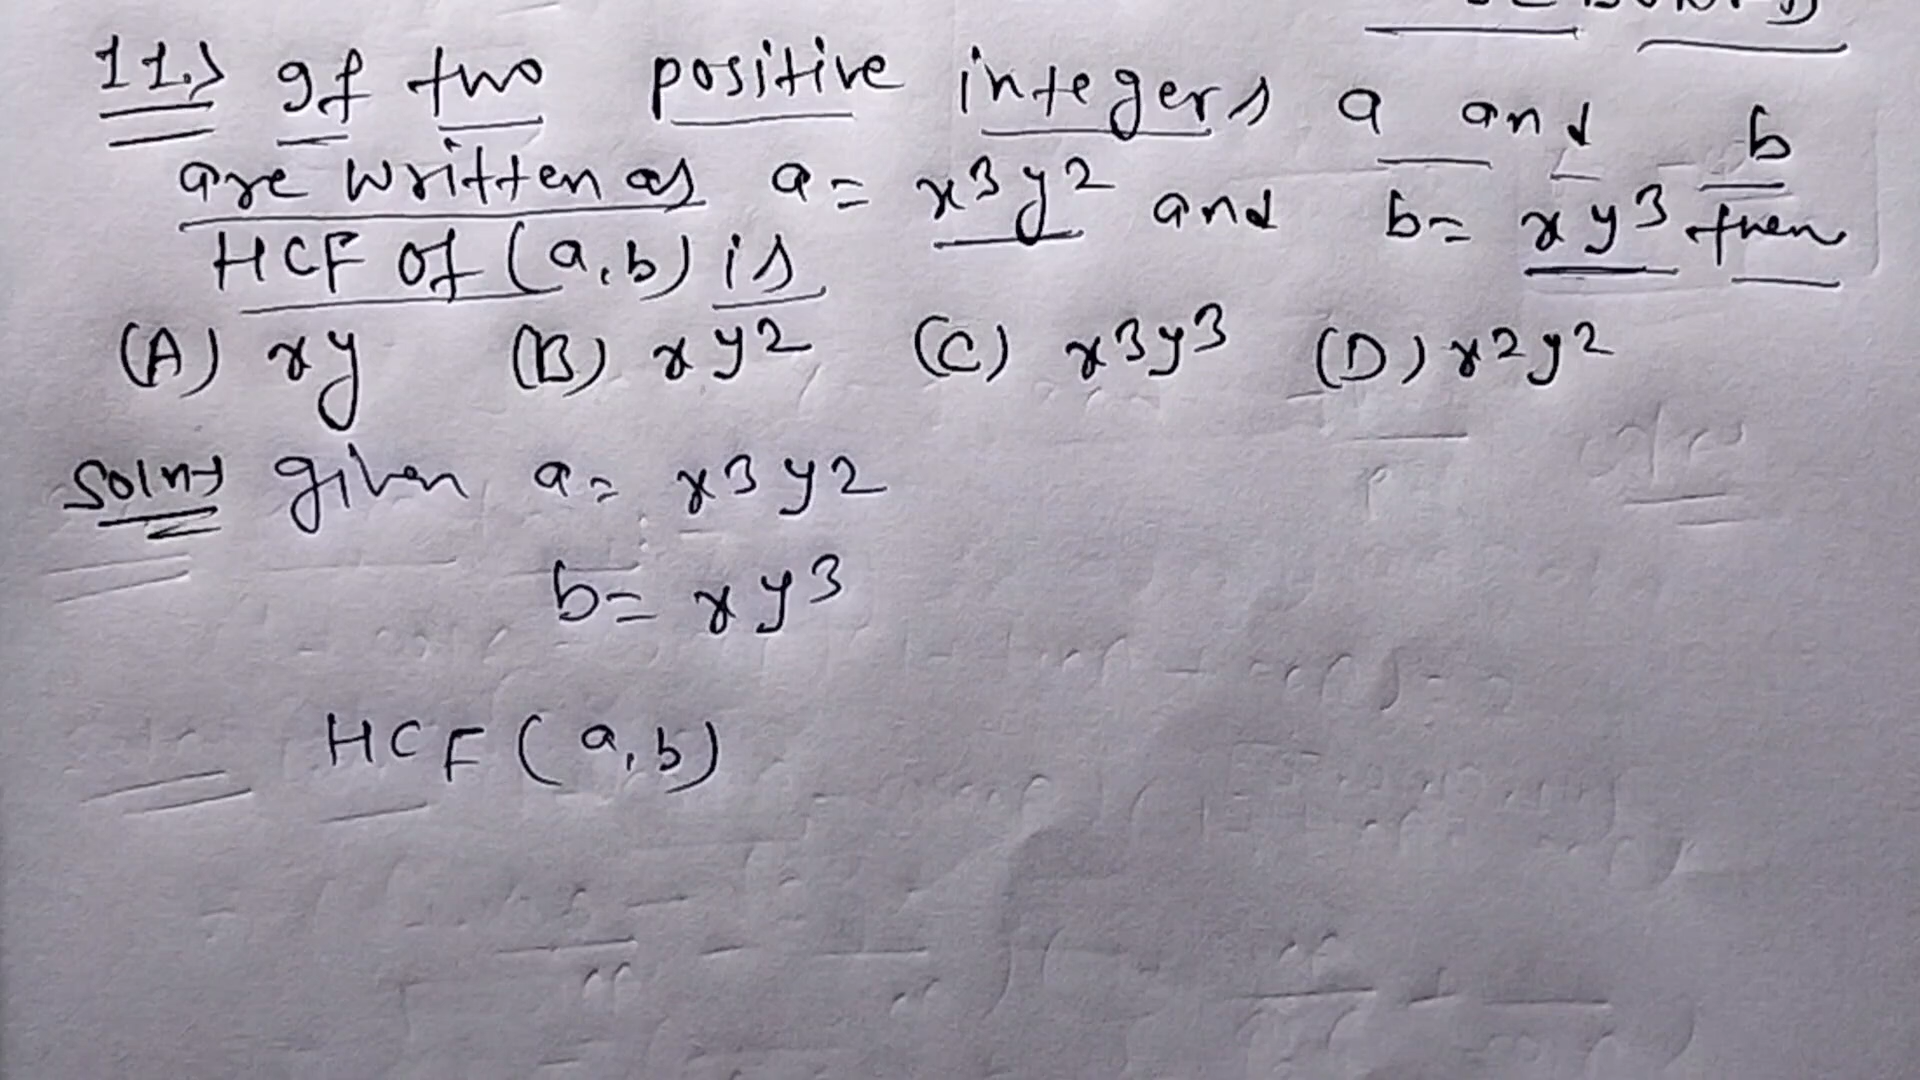 11.) If two positive integers a and b
are written as a = x3y2 and b = xy3 then
HCF of (a,b) is
(A) xy (B) xy2 (C) x3y3 (D) x2y2
Soln→ given a = x3y2
b = xy3
HCF (a,b)